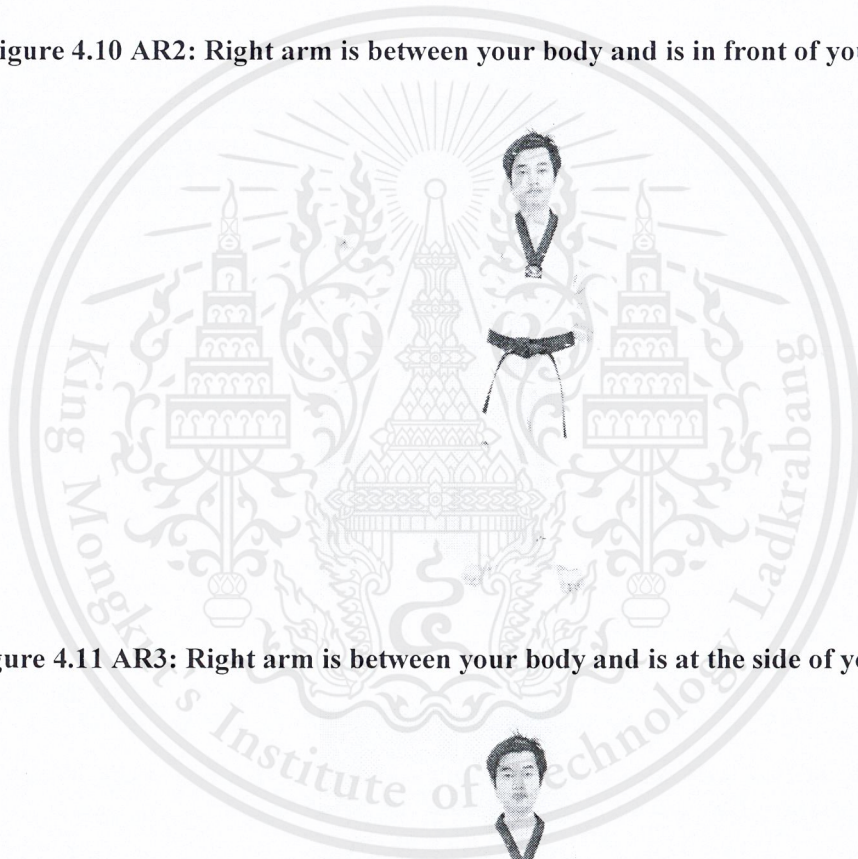 igure 4.10 AR2: Right arm is between your body and is in front of you
gure 4.11 AR3: Right arm is between your body and is at the side of yo
King Mongkut's Institute of Technology Ladkrabang